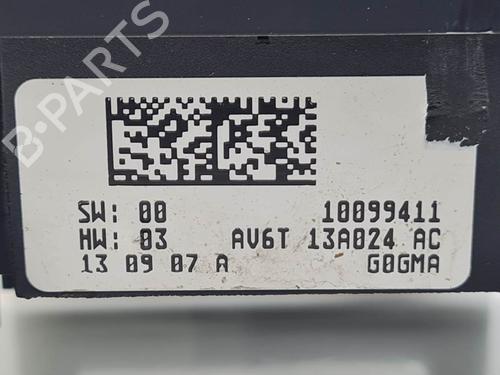 B-PARTS
SW: 00 10099411
HW: 03 AV6T 13A024 AC
13 09 07 A G0GMA